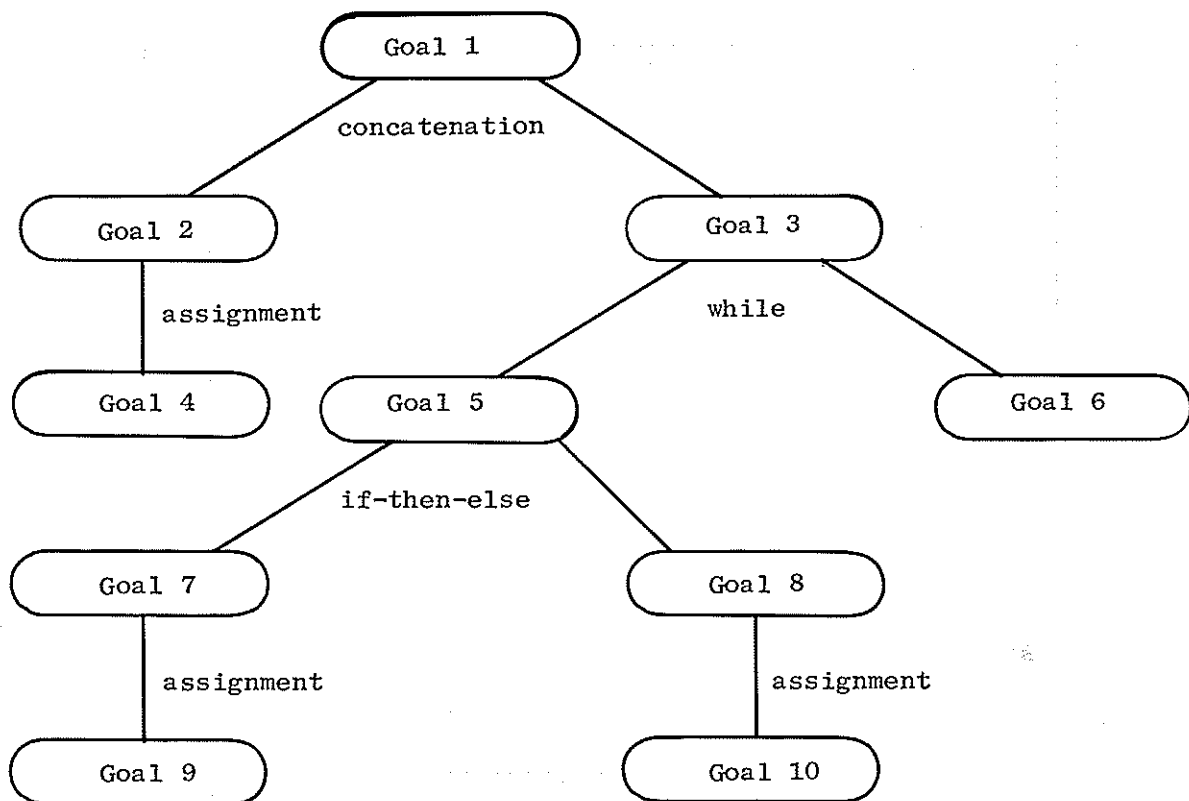 Goal 1
concatenation
Goal 2
Goal 3
assignment
while
Goal 4
Goal 5
Goal 6
if-then-else
Goal 7
Goal 8
assignment
assignment
Goal 9
Goal 10